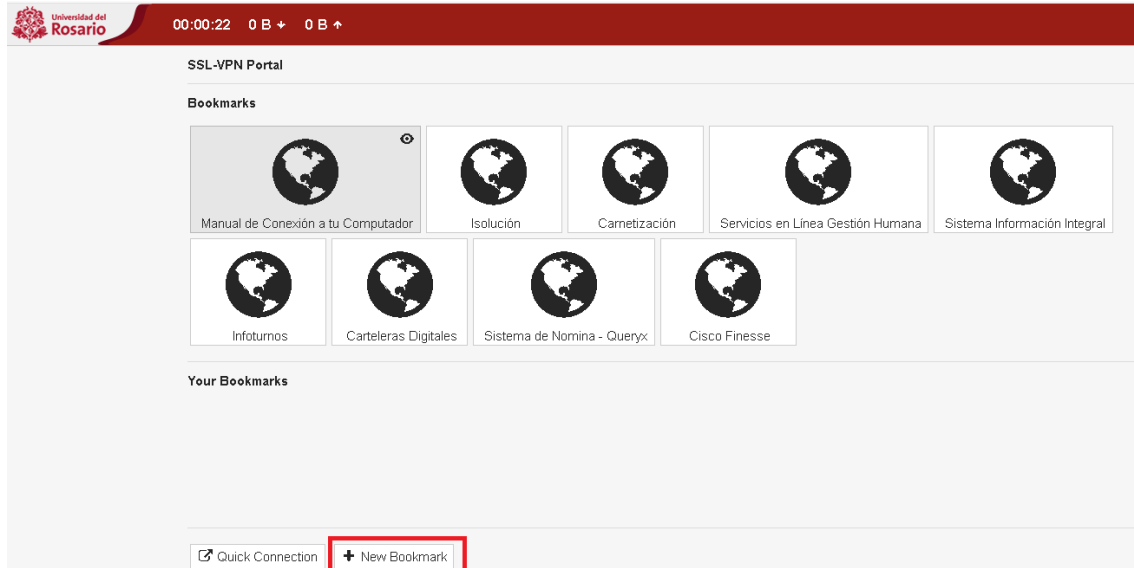 Universidad del
Rosario
00:00:22 0 B ↓ 0 B ↑
SSL-VPN Portal
Bookmarks
Manual de Conexión a tu Computador
Isolución
Carnetización
Servicios en Línea Gestión Humana
Sistema Información Integral
Infoturnos
Carteleras Digitales
Sistema de Nomina - Queryx
Cisco Finesse
Your Bookmarks
Quick Connection
+ New Bookmark